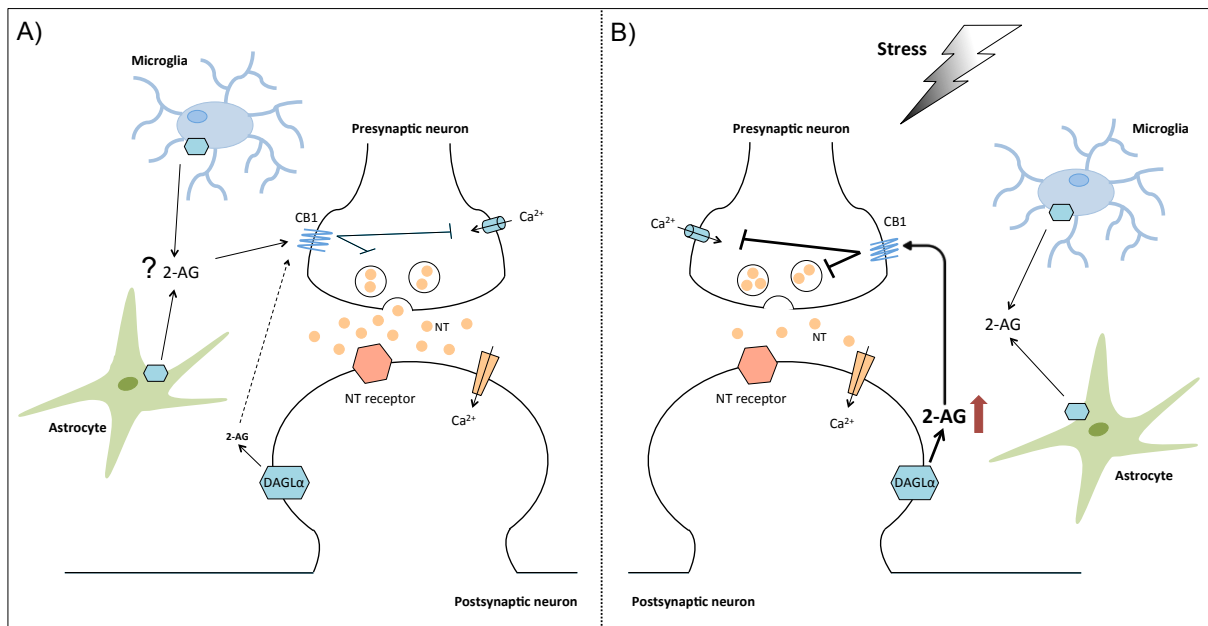 A)
Microglia
Presynaptic neuron
CB1
Ca²⁺
? 2-AG
NT
NT receptor
Ca²⁺
Astrocyte
2-AG
DAGLα
Postsynaptic neuron
B)
Stress
Microglia
Presynaptic neuron
Ca²⁺
CB1
2-AG
NT
NT receptor
Ca²⁺
2-AG
DAGLα
Astrocyte
Postsynaptic neuron